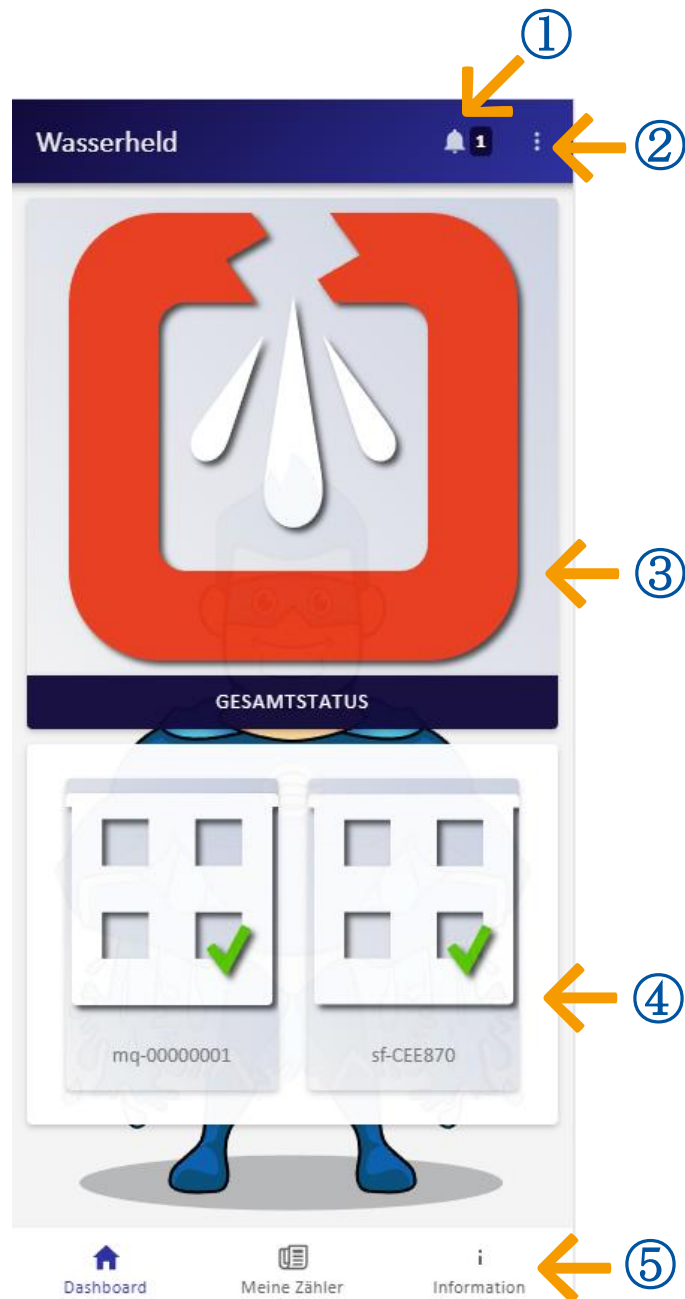 ①
Wasserheld 1 ②
③
GESAMTSTATUS
mq-00000001 sf-CEE870
④
Dashboard Meine Zähler Information
⑤